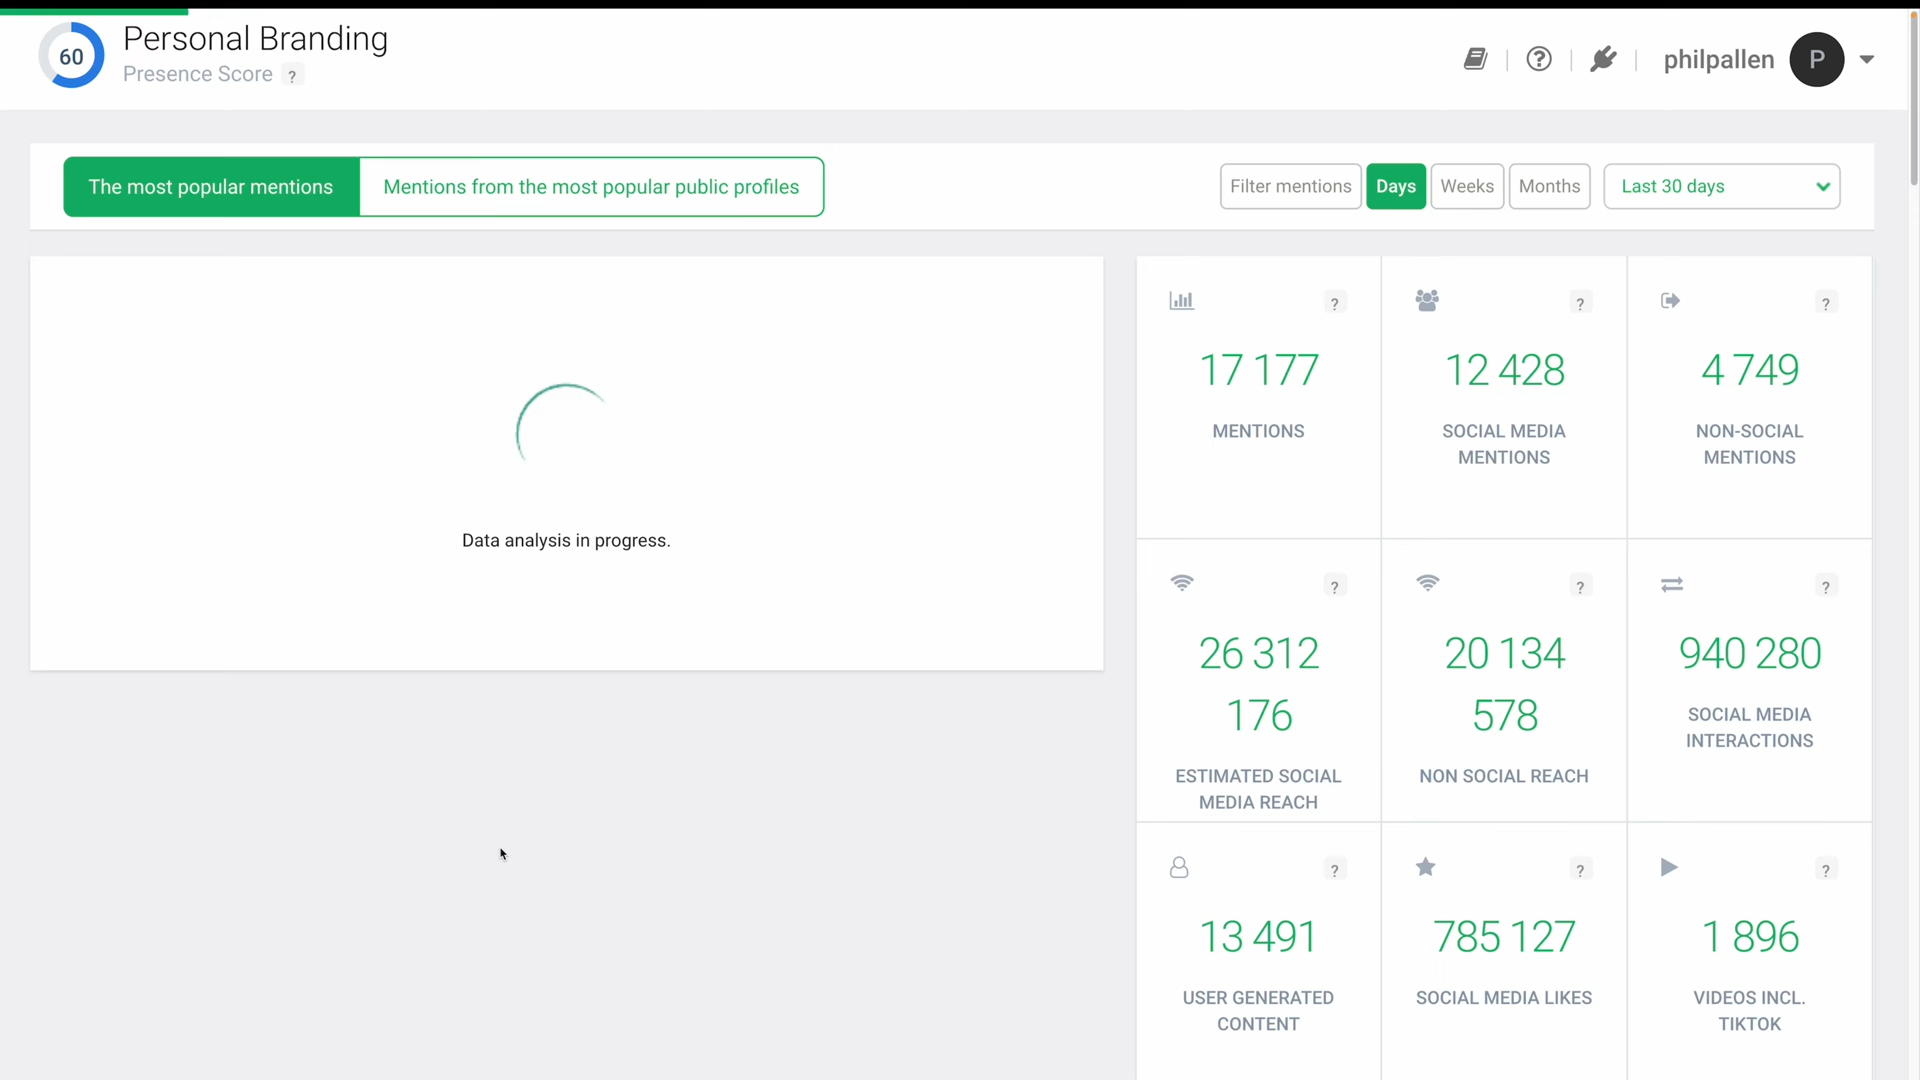 60
Personal Branding
Presence Score ?
philpallen P
The most popular mentions
Mentions from the most popular public profiles
Filter mentions
Days
Weeks
Months
Last 30 days
Data analysis in progress.
?
17 177
MENTIONS
?
12 428
SOCIAL MEDIA
MENTIONS
?
4 749
NON-SOCIAL
MENTIONS
?
26 312
176
ESTIMATED SOCIAL
MEDIA REACH
?
20 134
578
NON SOCIAL REACH
?
940 280
SOCIAL MEDIA
INTERACTIONS
?
13 491
USER GENERATED
CONTENT
?
785 127
SOCIAL MEDIA LIKES
?
1 896
VIDEOS INCL.
TIKTOK